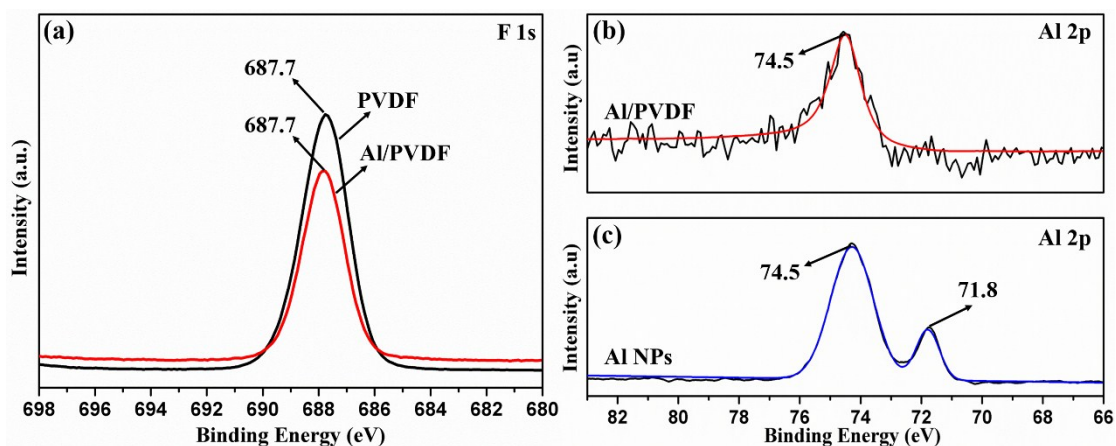 (a)
F 1s
687.7
PVDF
687.7
Al/PVDF
Intensity (a.u.)
698 696 694 692 690 688 686 684 682 680
Binding Energy (eV)
(b)
Al 2p
74.5
Al/PVDF
Intensity (a.u)
(c)
Al 2p
74.5
71.8
Al NPs
Intensity (a.u)
82 80 78 76 74 72 70 68 66
Binding Energy (eV)